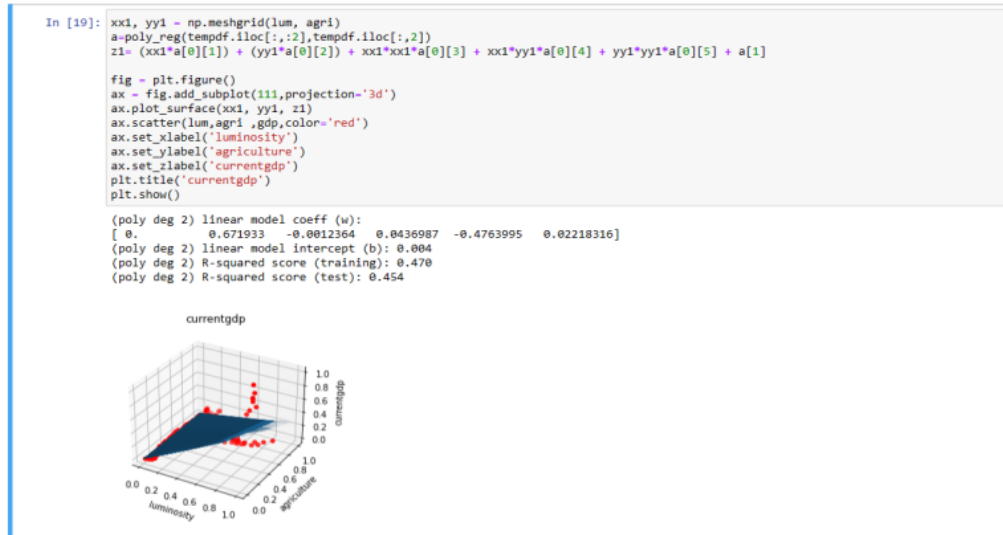 In [19]: xx1, yy1 = np.meshgrid(lum, agri)
a=poly_reg(tempdf.iloc[:,:2],tempdf.iloc[:,2])
z1= (xx1*a[0][1]) + (yy1*a[0][2]) + xx1*xx1*a[0][3] + xx1*yy1*a[0][4] + yy1*yy1*a[0][5] + a[1]
fig = plt.figure()
ax = fig.add_subplot(111,projection='3d')
ax.plot_surface(xx1, yy1, z1)
ax.scatter(lum,agri ,gdp,color='red')
ax.set_xlabel('luminosity')
ax.set_ylabel('agriculture')
ax.set_zlabel('currentgdp')
plt.title('currentgdp')
plt.show()
(poly deg 2) linear model coeff (w):
[ 0. 0.671933 -0.0012364 0.0436987 -0.4763995 0.02218316]
(poly deg 2) linear model intercept (b): 0.004
(poly deg 2) R-squared score (training): 0.470
(poly deg 2) R-squared score (test): 0.454
currentgdp
1.0
0.8
0.6
0.4
0.2
0.0
currentgdp
1.0
0.8
0.6
0.4
0.2
0.0
agriculture
0.0 0.2 0.4 0.6 0.8 1.0
luminosity